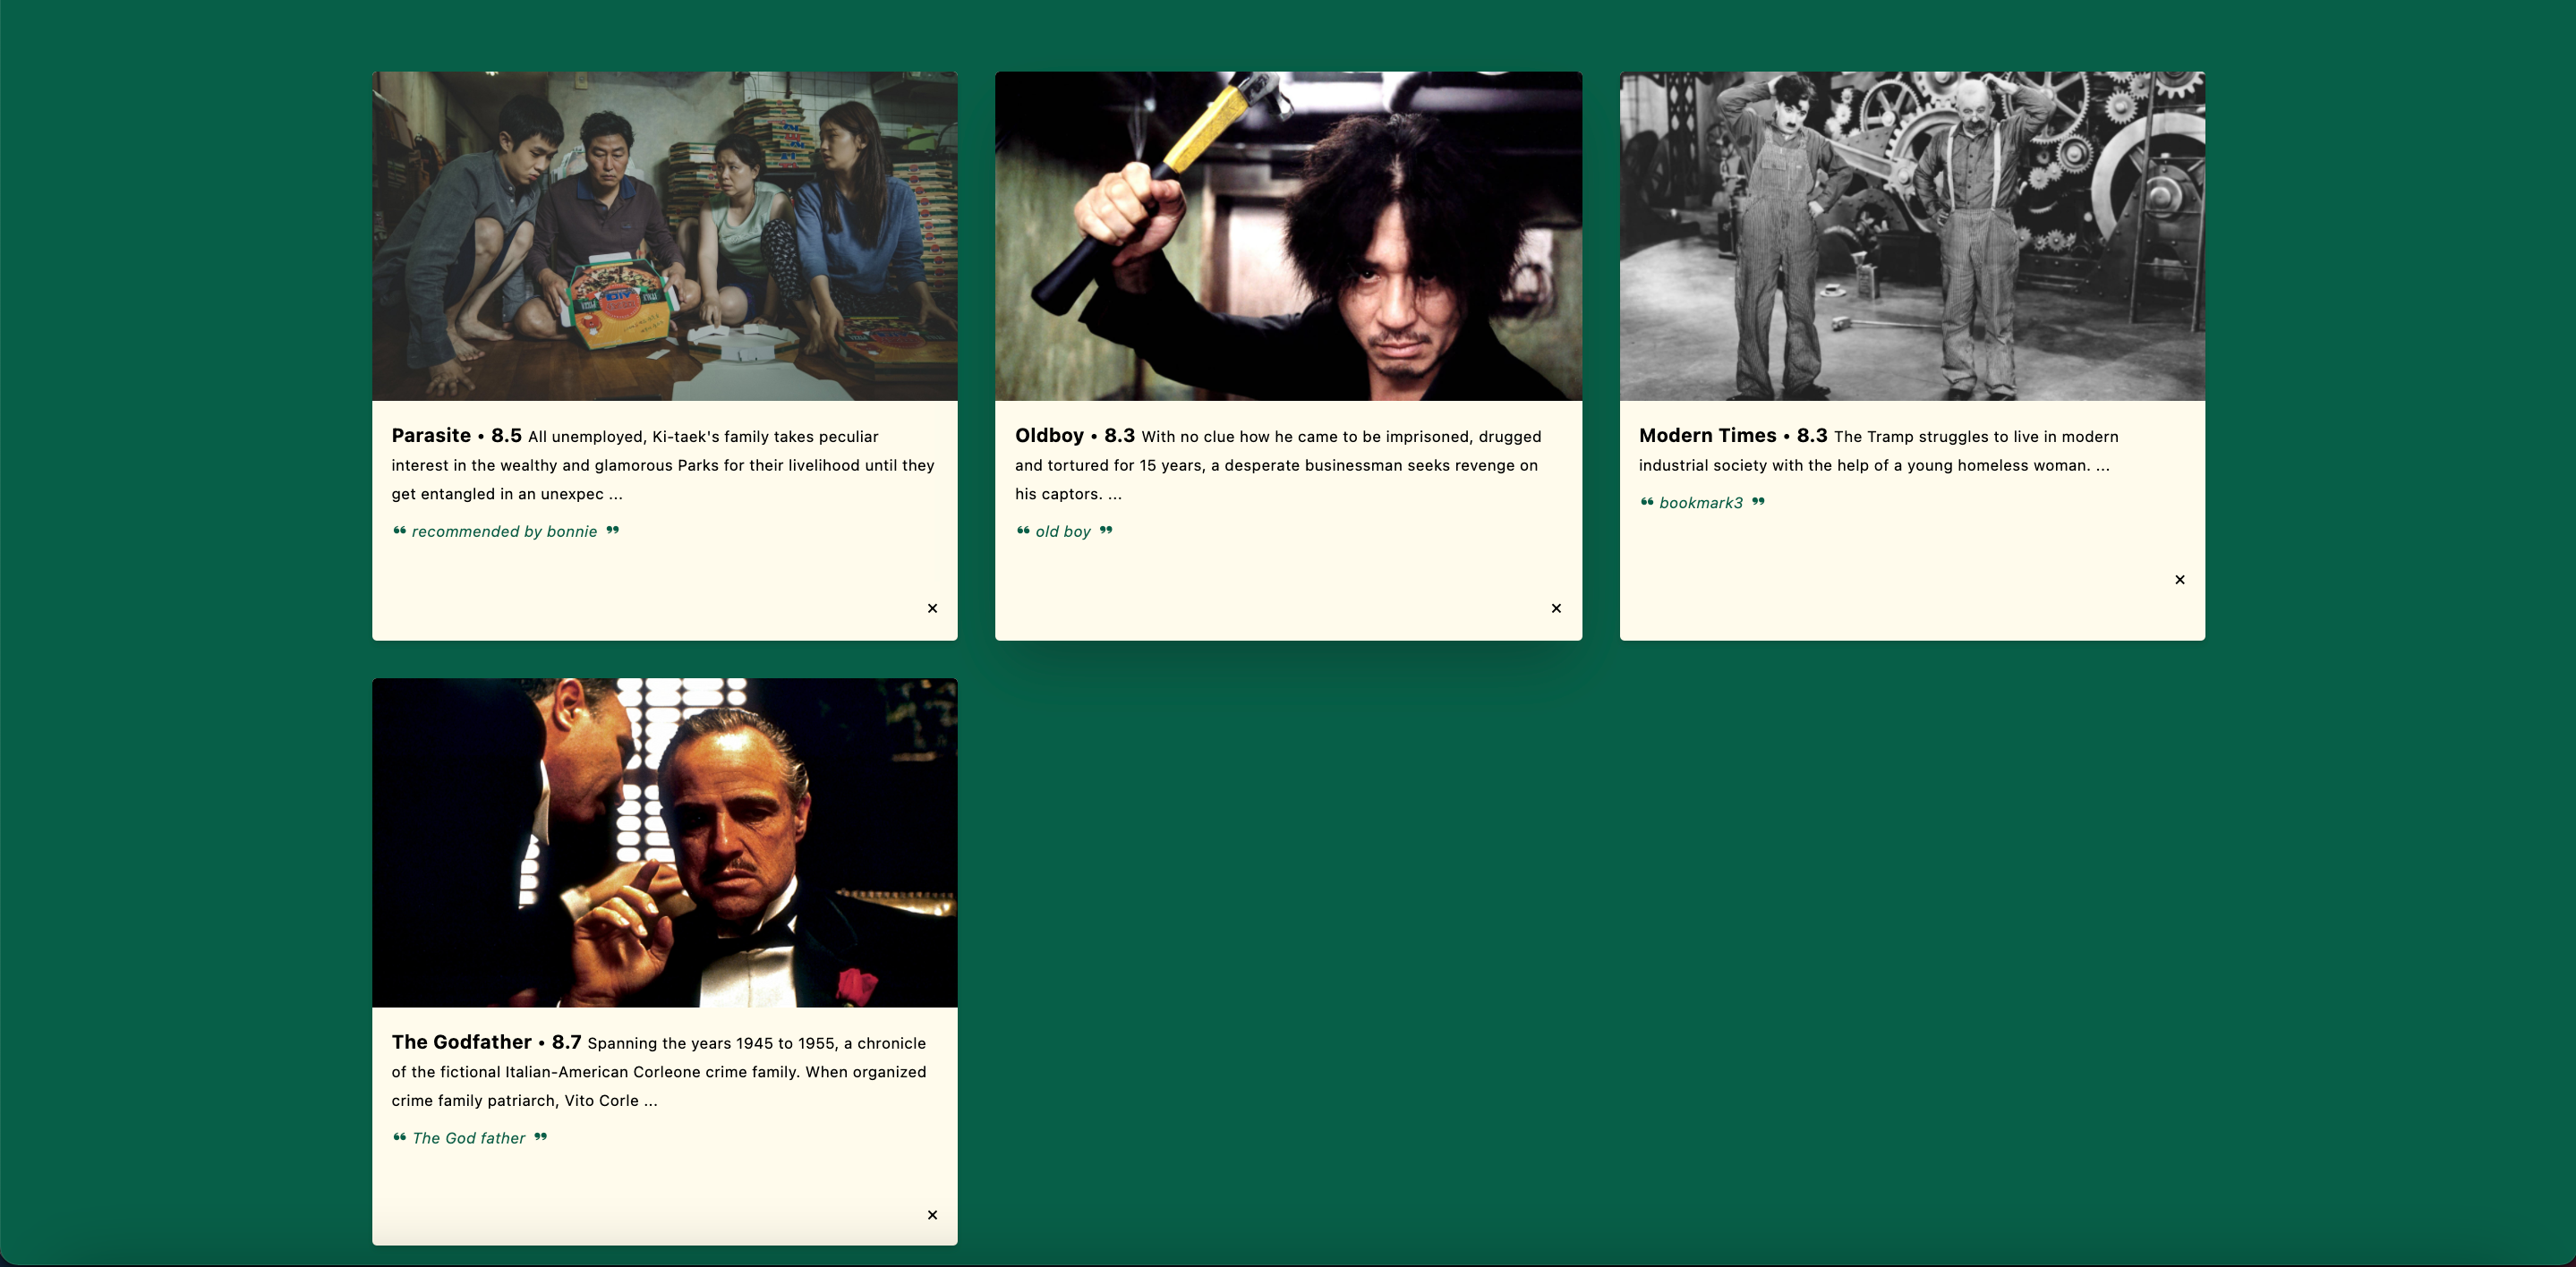 Parasite • 8.5 All unemployed, Ki-taek's family takes peculiar
interest in the wealthy and glamorous Parks for their livelihood until they
get entangled in an unexpec ...
“ recommended by bonnie ”
×
Oldboy • 8.3 With no clue how he came to be imprisoned, drugged
and tortured for 15 years, a desperate businessman seeks revenge on
his captors. ...
“ old boy ”
×
Modern Times • 8.3 The Tramp struggles to live in modern
industrial society with the help of a young homeless woman. ...
“ bookmark3 ”
×
DIY
The Godfather • 8.7 Spanning the years 1945 to 1955, a chronicle
of the fictional Italian-American Corleone crime family. When organized
crime family patriarch, Vito Corle ...
“ The God father ”
×